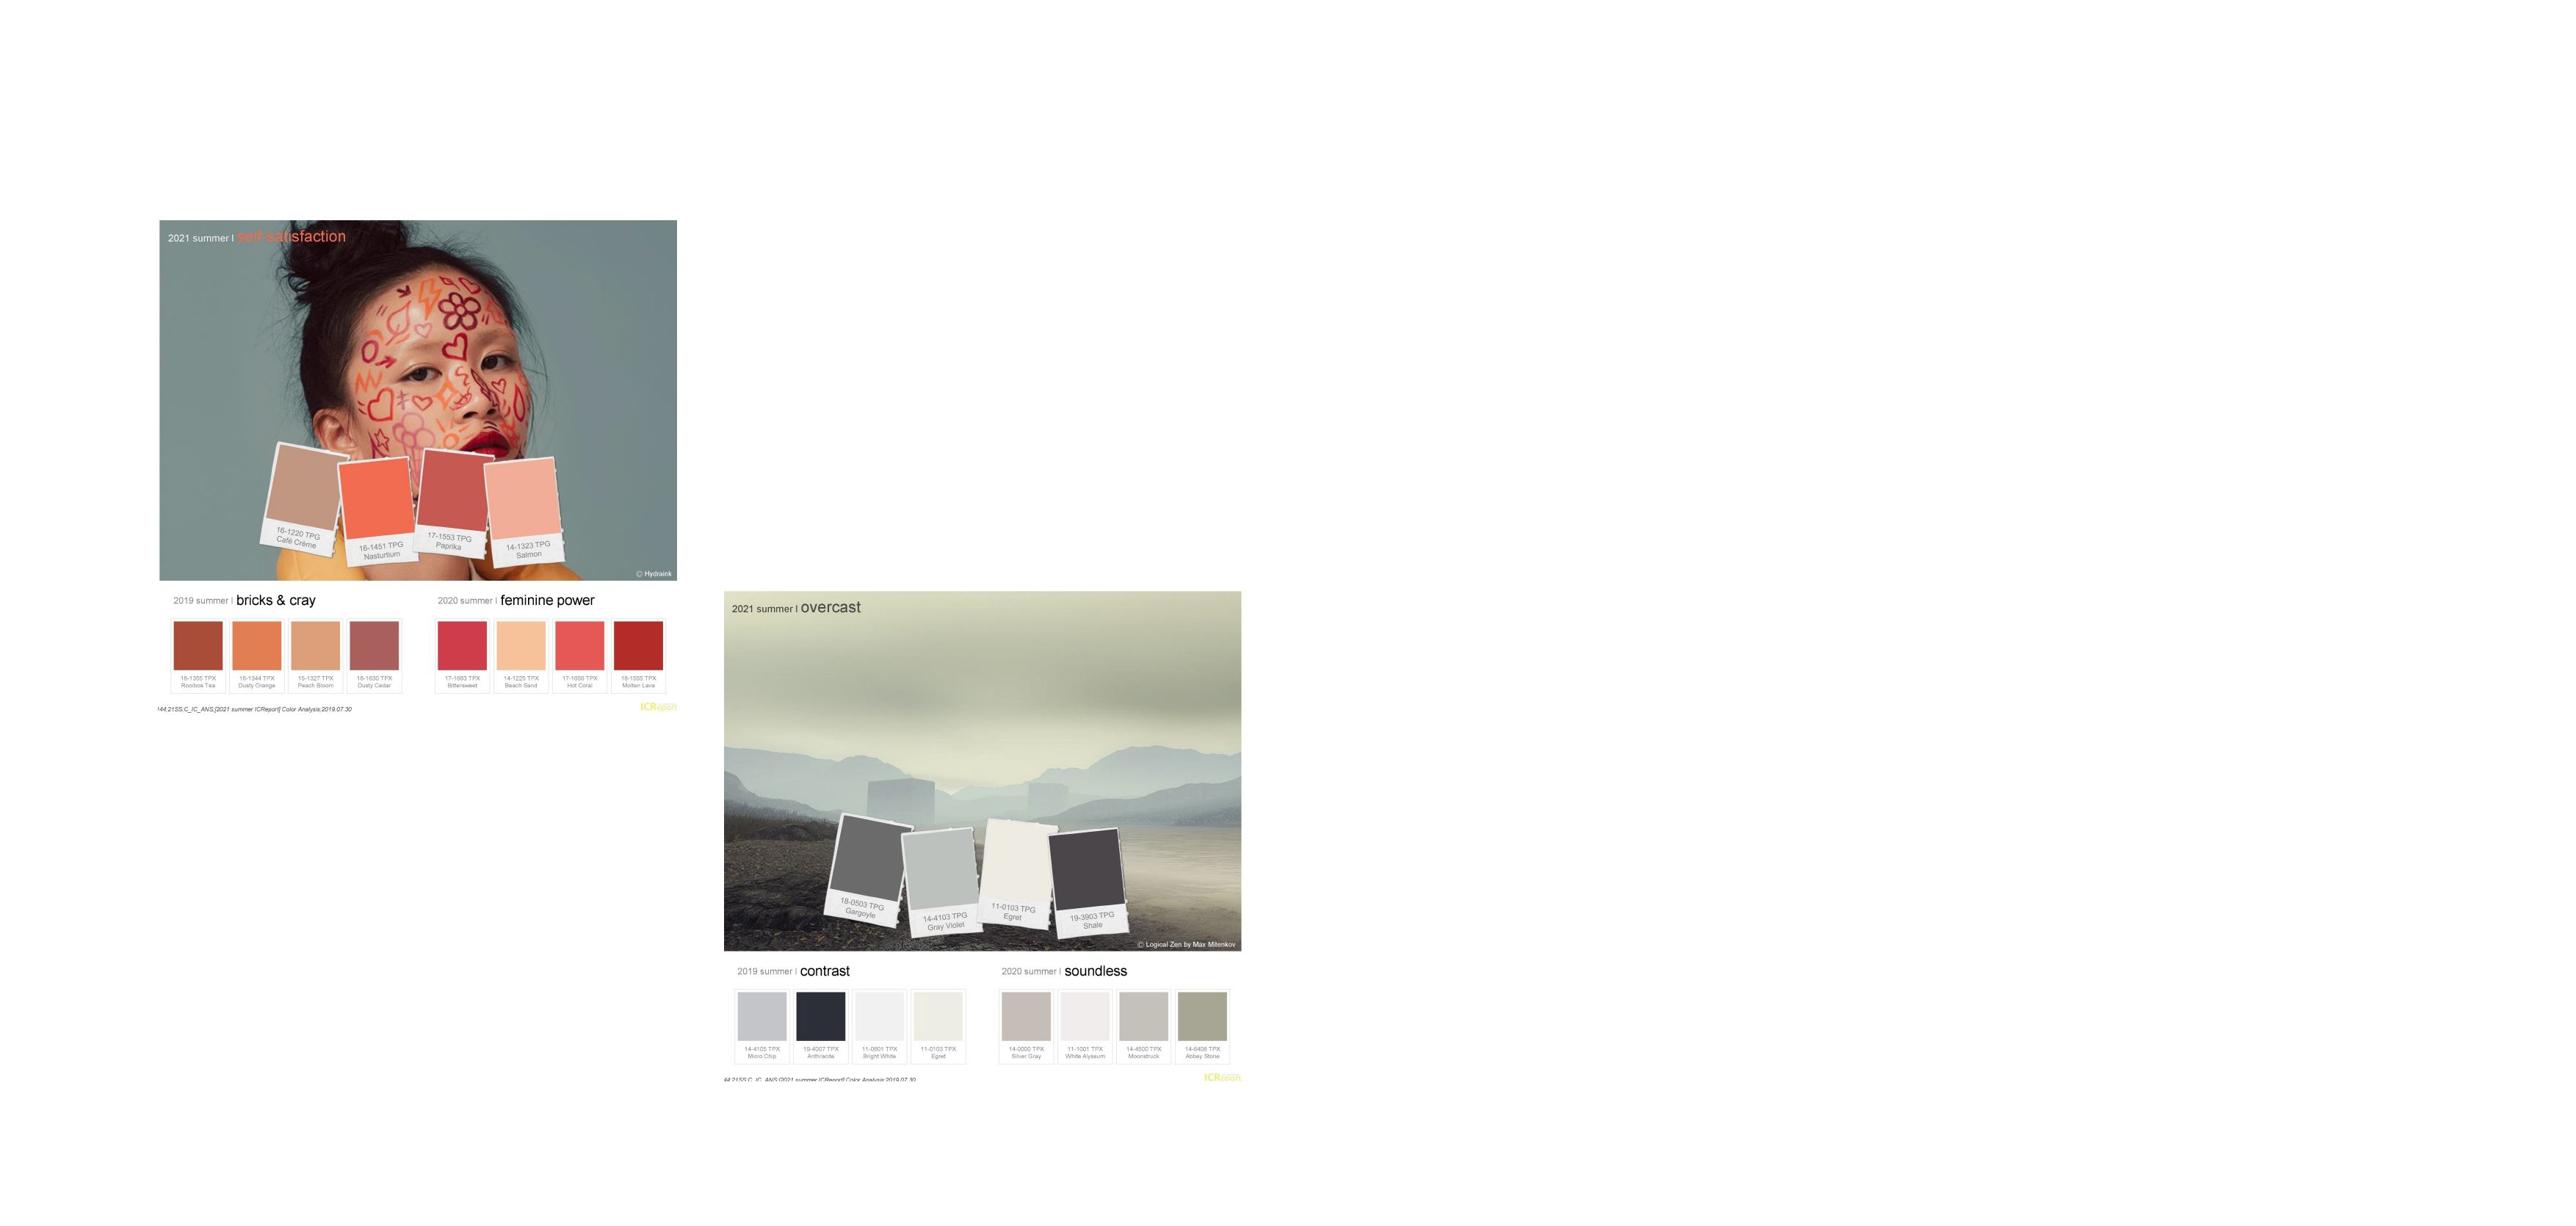 2021 summer I self-satisfaction
16-1220 TPG
Café Crème
16-1451 TPG
Nasturtium
17-1553 TPG
Paprika
14-1323 TPG
Salmon
© Hydraink
2019 summer I bricks & cray
2020 summer I feminine power
18-1355 TPX
Rooibos Tea
16-1344 TPX
Dusty Orange
15-1327 TPX
Peach Bloom
18-1630 TPX
Dusty Cedar
17-1663 TPX
Bittersweet
14-1225 TPX
Beach Sand
17-1656 TPX
Hot Coral
18-1555 TPX
Molten Lava
144;21SS;C_IC_ANS;[2021 summer ICReport] Color Analysis;2019.07.30
ICReport
2021 summer I overcast
18-0503 TPG
Gargoyle
14-4103 TPG
Gray Violet
11-0103 TPG
Egret
19-3903 TPG
Shale
© Logical Zen by Max Mitenkov
2019 summer I contrast
2020 summer I soundless
14-4105 TPX
Micro Chip
19-4007 TPX
Anthracite
11-0601 TPX
Bright White
11-0103 TPX
Egret
14-0000 TPX
Silver Gray
11-1001 TPX
White Alyssum
14-4500 TPX
Moonstruck
14-6408 TPX
Abbey Stone
44;21SS;C_IC_ANS;[2021 summer ICReport] Color Analysis;2019.07.30
ICReport